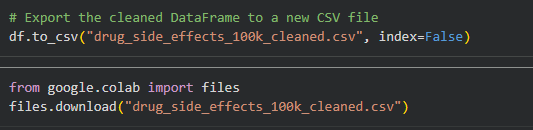 # Export the cleaned DataFrame to a new CSV file
df.to_csv("drug_side_effects_100k_cleaned.csv", index=False)
from google.colab import files
files.download("drug_side_effects_100k_cleaned.csv")